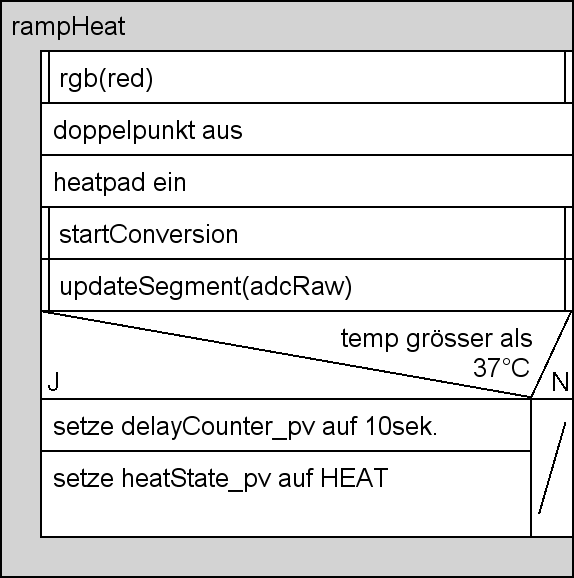 rampHeat
rgb(red)
doppelpunkt aus
heatpad ein
startConversion
updateSegment(adcRaw)
temp grösser als
37°C
J N
setze delayCounter_pv auf 10sek.
setze heatState_pv auf HEAT